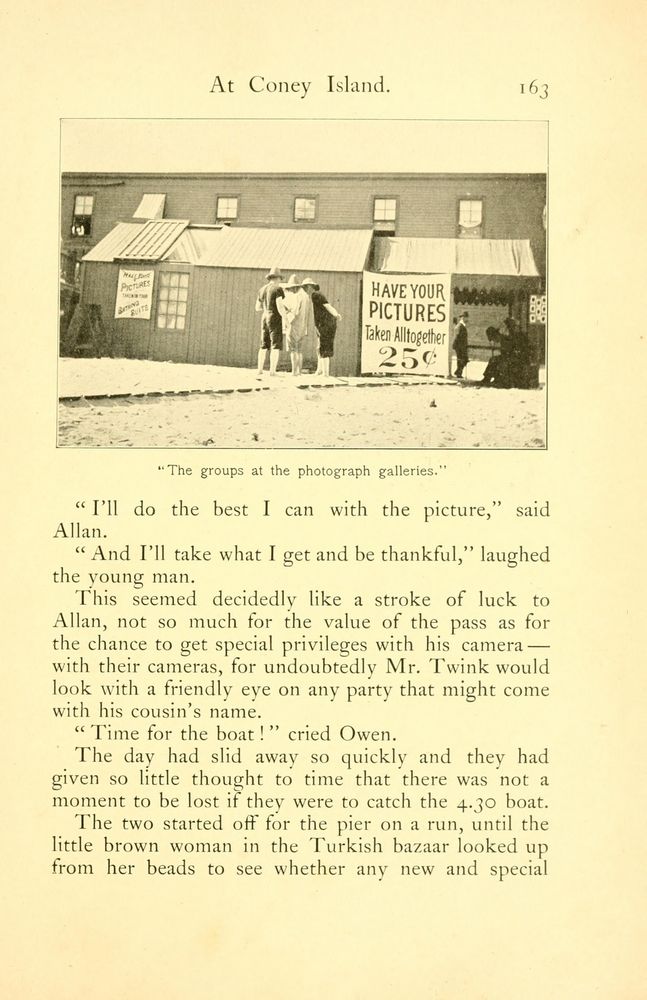 At Coney Island. 163
HAVE YOUR
PICTURES
TAKEN IN YOUR
BATHING
SUITS
HAVE YOUR
PICTURES
Taken Alltogether
25¢
"The groups at the photograph galleries."
"I'll do the best I can with the picture," said
Allan.
"And I'll take what I get and be thankful," laughed
the young man.
This seemed decidedly like a stroke of luck to
Allan, not so much for the value of the pass as for
the chance to get special privileges with his camera—
with their cameras, for undoubtedly Mr. Twink would
look with a friendly eye on any party that might come
with his cousin's name.
"Time for the boat!" cried Owen.
The day had slid away so quickly and they had
given so little thought to time that there was not a
moment to be lost if they were to catch the 4.30 boat.
The two started off for the pier on a run, until the
little brown woman in the Turkish bazaar looked up
from her beads to see whether any new and special